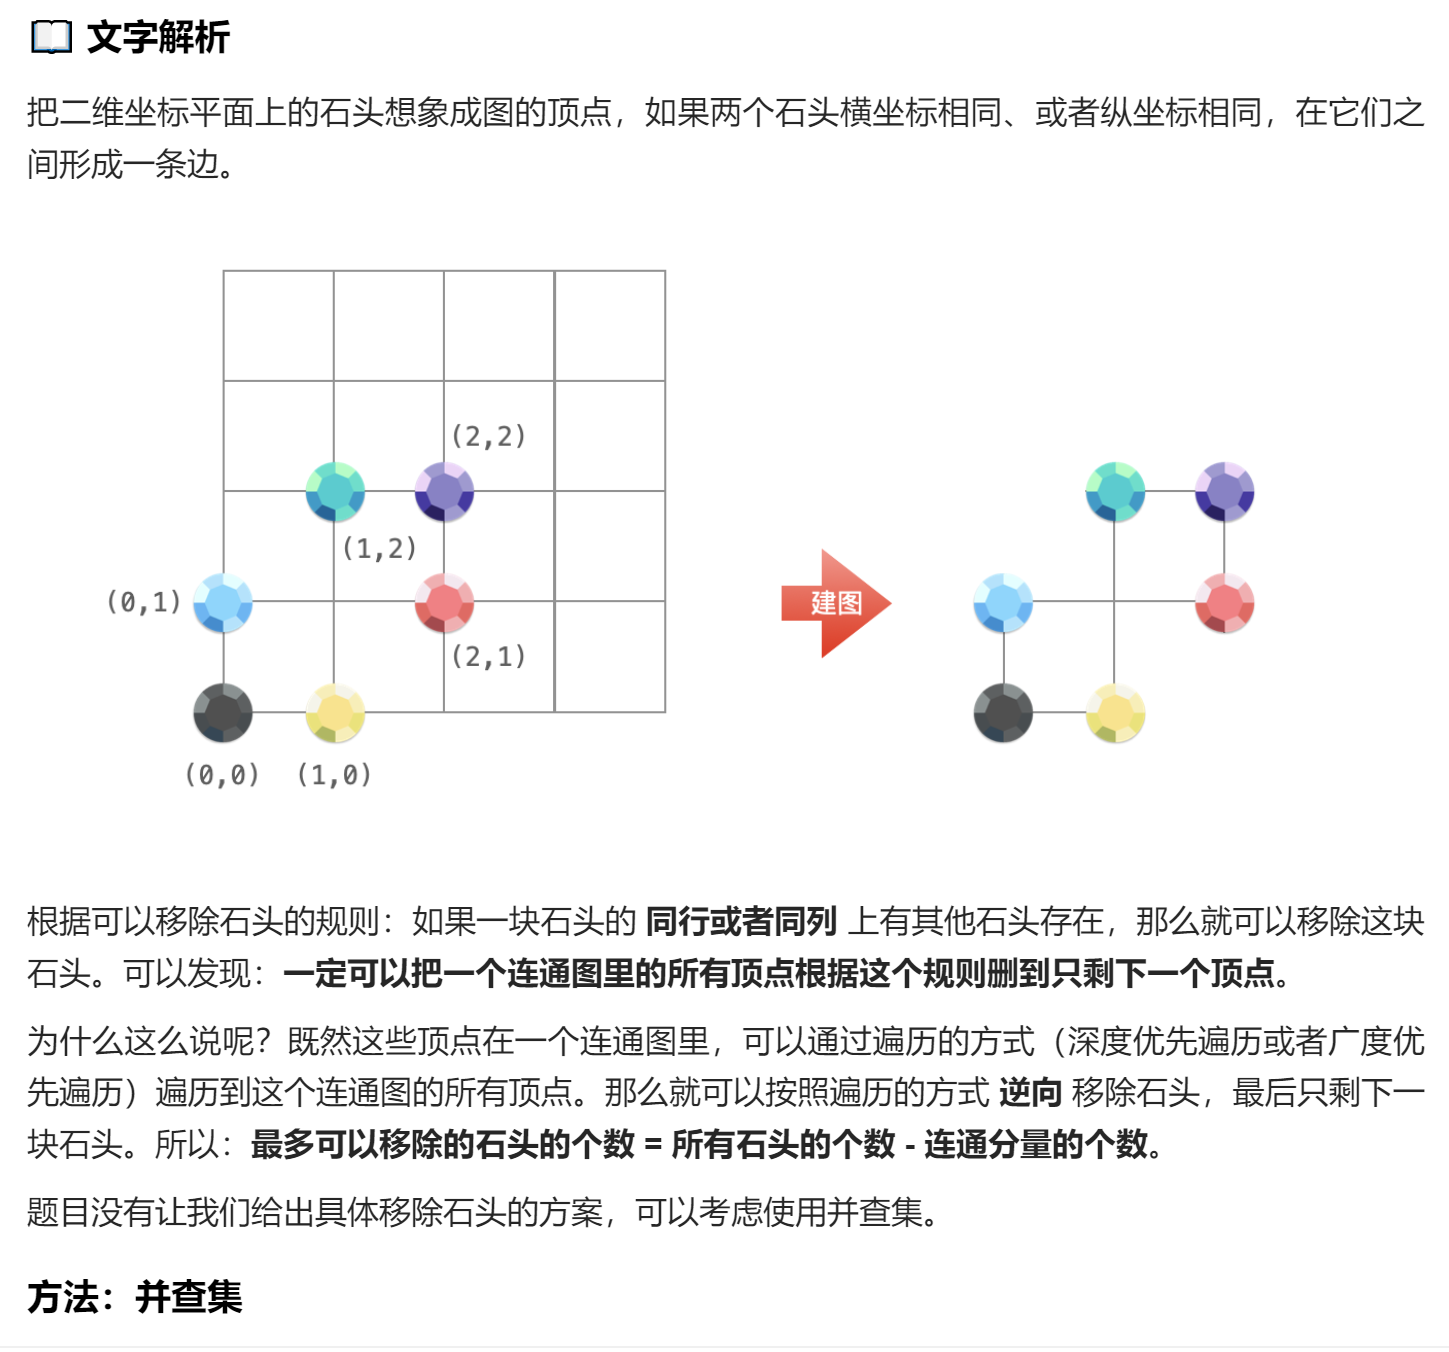 📖 文字解析
把二维坐标平面上的石头想象成图的顶点，如果两个石头横坐标相同、或者纵坐标相同，在它们之
间形成一条边。
(2,2)
(1,2)
(0,1)
建图
(2,1)
(0,0) (1,0)
根据可以移除石头的规则：如果一块石头的 同行或者同列 上有其他石头存在，那么就可以移除这块
石头。可以发现：一定可以把一个连通图里的所有顶点根据这个规则删到只剩下一个顶点。
为什么这么说呢？既然这些顶点在一个连通图里，可以通过遍历的方式（深度优先遍历或者广度优
先遍历）遍历到这个连通图的所有顶点。那么就可以按照遍历的方式 逆向 移除石头，最后只剩下一
块石头。所以：最多可以移除的石头的个数 = 所有石头的个数 - 连通分量的个数。
题目没有让我们给出具体移除石头的方案，可以考虑使用并查集。
方法：并查集